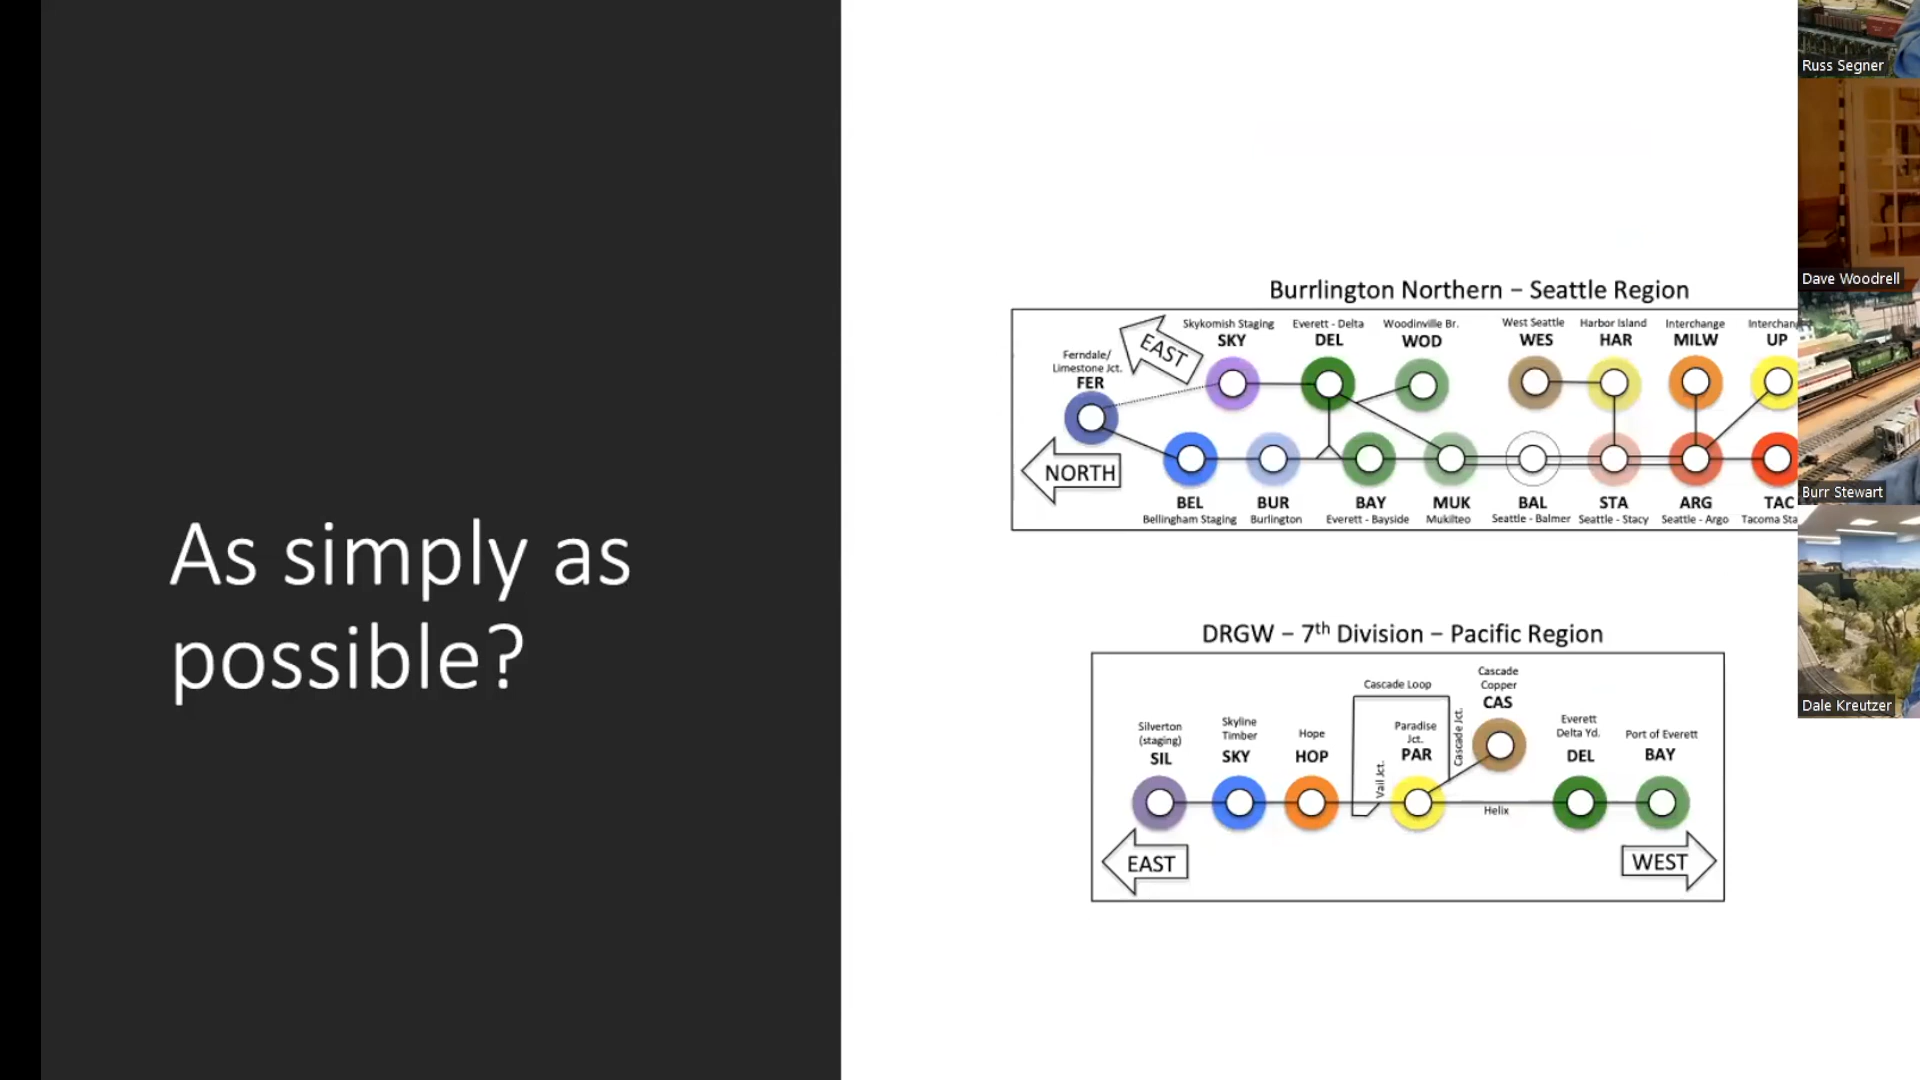 As simply as
possible?
Burrlington Northern – Seattle Region
EAST
Skykomish Staging
SKY
Everett - Delta
DEL
Woodinville Br.
WOD
West Seattle
WES
Harbor Island
HAR
Interchange
MILW
Interchan
UP
Ferndale/
Limestone Jct.
FER
NORTH
BEL
Bellingham Staging
BUR
Burlington
BAY
Everett - Bayside
MUK
Mukilteo
BAL
Seattle - Balmer
STA
Seattle - Stacy
ARG
Seattle - Argo
TAC
Tacoma Sta
DRGW – 7th Division – Pacific Region
Silverton
(staging)
SIL
Skyline
Timber
SKY
Hope
HOP
Cascade Loop
Vail Jct.
Paradise
Jct.
PAR
Cascade Jct.
Cascade
Copper
CAS
Helix
Everett
Delta Yd.
DEL
Port of Everett
BAY
EAST
WEST
Russ Segner
Dave Woodrell
Burr Stewart
Dale Kreutzer